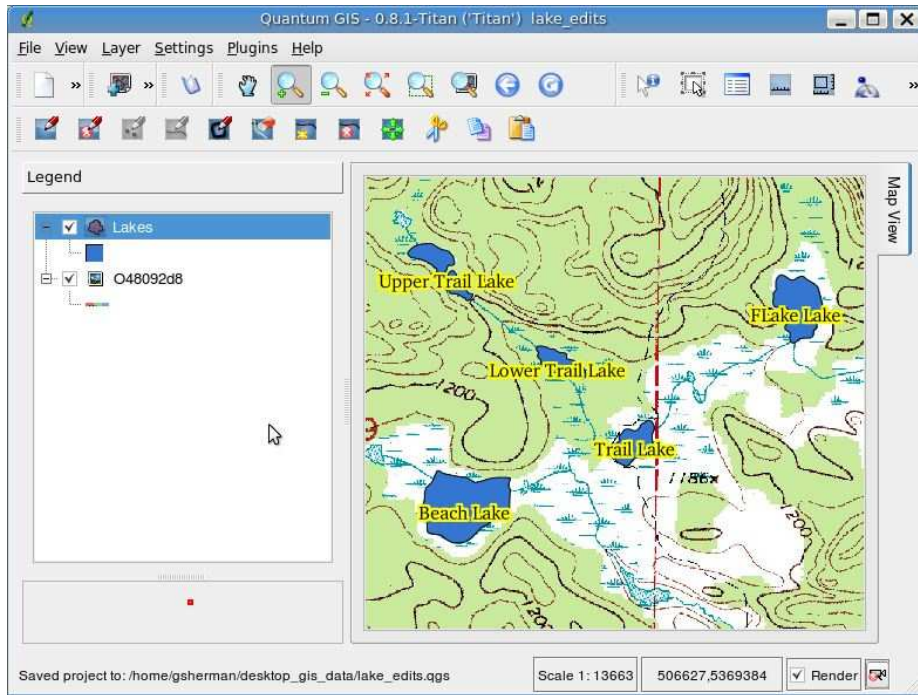 Quantum GIS - 0.8.1-Titan ('Titan') lake_edits
File View Layer Settings Plugins Help
Legend
Lakes
O48092d8
Map View
Upper Trail Lake
FLake Lake
Lower Trail Lake
1200
Trail Lake
1186x
Beach Lake
1200
1200
Saved project to: /home/gsherman/desktop_gis_data/lake_edits.qgs
Scale 1: 13663
506627,5369384
Render